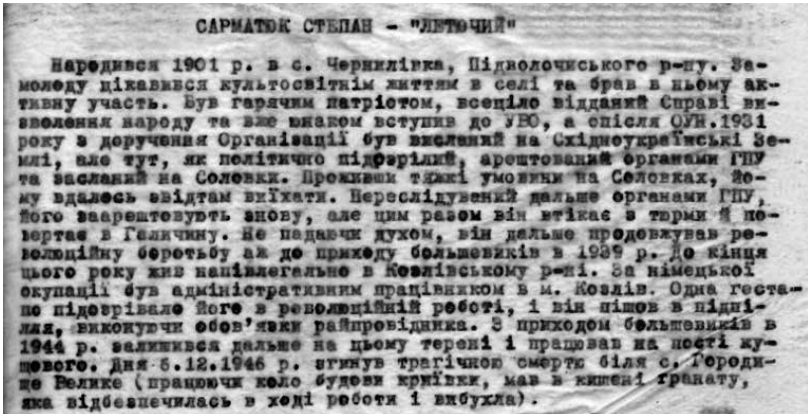 САРМАТЮК СТЕПАН - "ЛЕТЮЧИЙ"
Народився 1901 р. в с. Чернилівка, Підволочиського р-ну. За-
молоду цікавився культосвітнім життям в селі та брав в ньому ак-
тивну участь. Був гарячим патріотом, всеціло відданий Справі ви-
зволення народу та вже юнаком вступив до УВО, а опісля ОУН. 1931
року з доручення Організації був висланий на Східноукраїнські Зе-
млі, але тут, як політично підозрілий, арештований органами ГПУ
та засланий на Соловки. Проживши тяжкі умовини на Соловках, йо-
му вдалось звідтам виїхати. Переслідуваний дальше органами ГПУ,
його заарештовують знову, але цим разом він втікає з тюрми й по-
вертає в Галичину. Не падаючи духом, він дальше продовжував ре-
волюційну боротьбу аж до приходу большевиків в 1939 р. До кінця
цього року жив напівлегально в Козлівському р-ні. За німецької
окупації був адміністративним працівником в м. Козлів. Одна геста-
по підозрівало його в революційній роботі, і він пішов в підпі-
лля, виконуючи обов'язки райпровідника. З приходом большевиків в
1944 р. залишився дальше на цьому терені і працював на пості ку-
щового. Дня 5.12.1946 р. згинув трагічною смертю біля с. Городи-
ще Велике (працюючи коло будови криївки, мав в кишені гранату,
яка відбезпечилась в ході роботи і вибухла).